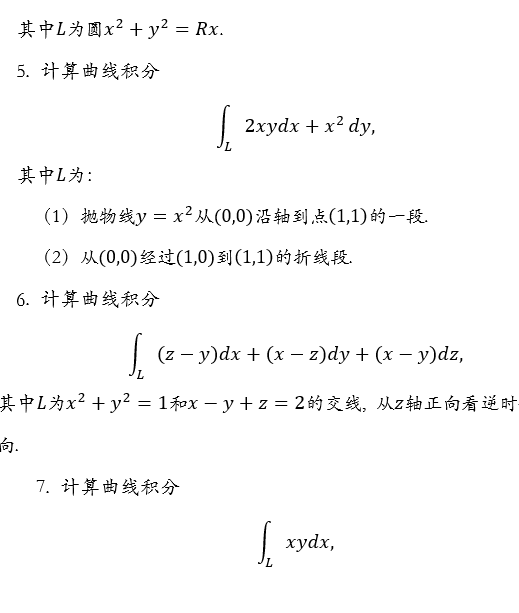 其中L为圆x² + y² = Rx.
5. 计算曲线积分
∫_L 2xydx + x² dy,
其中L为:
（1）抛物线y = x²从(0,0)沿轴到点(1,1)的一段.
（2）从(0,0)经过(1,0)到(1,1)的折线段.
6. 计算曲线积分
∫_L (z − y)dx + (x − z)dy + (x − y)dz,
其中L为x² + y² = 1和x − y + z = 2的交线, 从z轴正向看逆时
向.
7. 计算曲线积分
∫_L xydx,